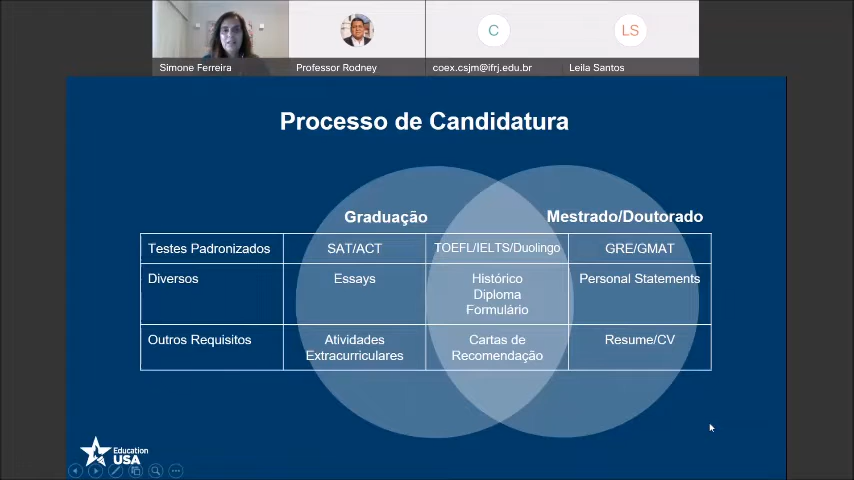 Simone Ferreira
Professor Rodney
C
coex.csjm@ifrj.edu.br
LS
Leila Santos
Processo de Candidatura
Graduação
Mestrado/Doutorado
Testes Padronizados
SAT/ACT
TOEFL/IELTS/Duolingo
GRE/GMAT
Diversos
Essays
Histórico
Diploma
Formulário
Personal Statements
Outros Requisitos
Atividades
Extracurriculares
Cartas de
Recomendação
Resume/CV
Education
USA